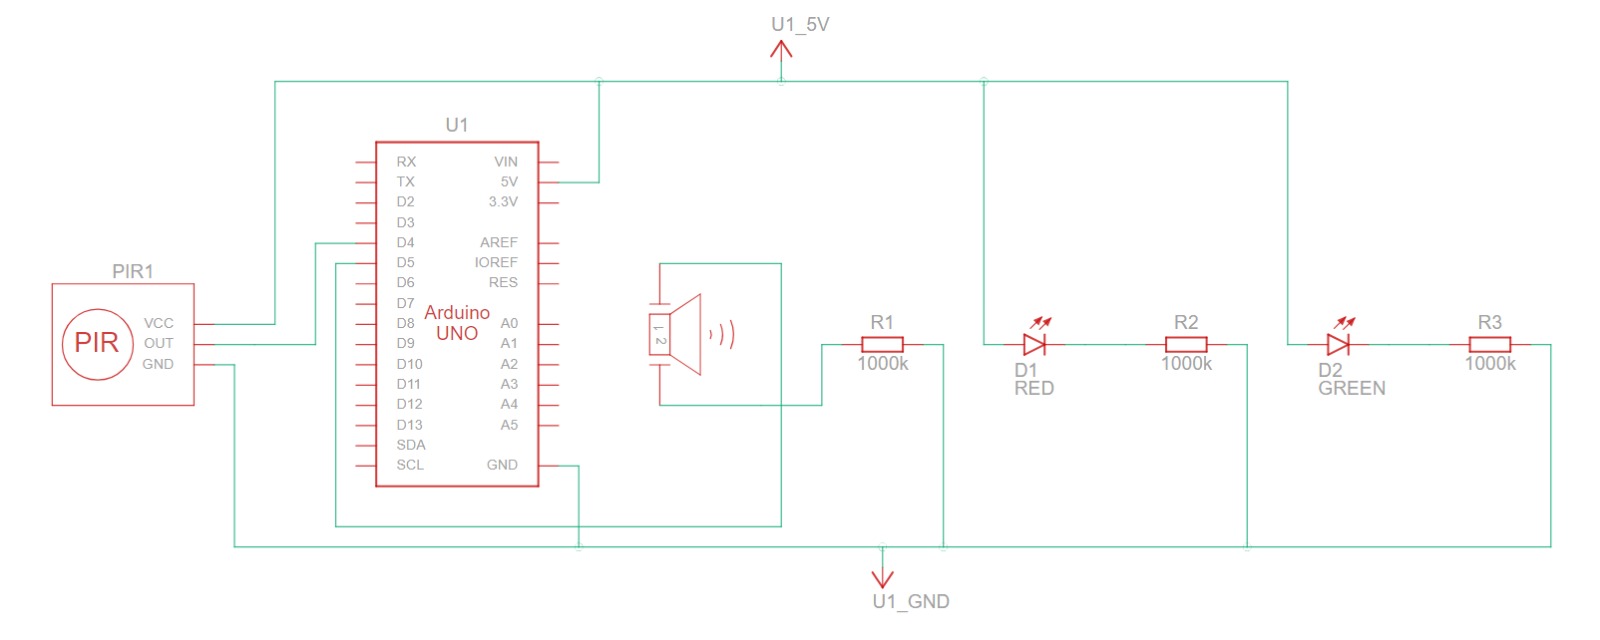 U1_5V
U1
RX
VIN
TX
5V
D2
3.3V
D3
D4
AREF
D5
IOREF
D6
RES
D7
D8
A0
D9
A1
D10
A2
D11
A3
D12
A4
D13
A5
SDA
SCL
GND
Arduino
UNO
PIR1
PIR
VCC
OUT
GND
1
2
R1
1000k
D1
RED
R2
1000k
D2
GREEN
R3
1000k
U1_GND